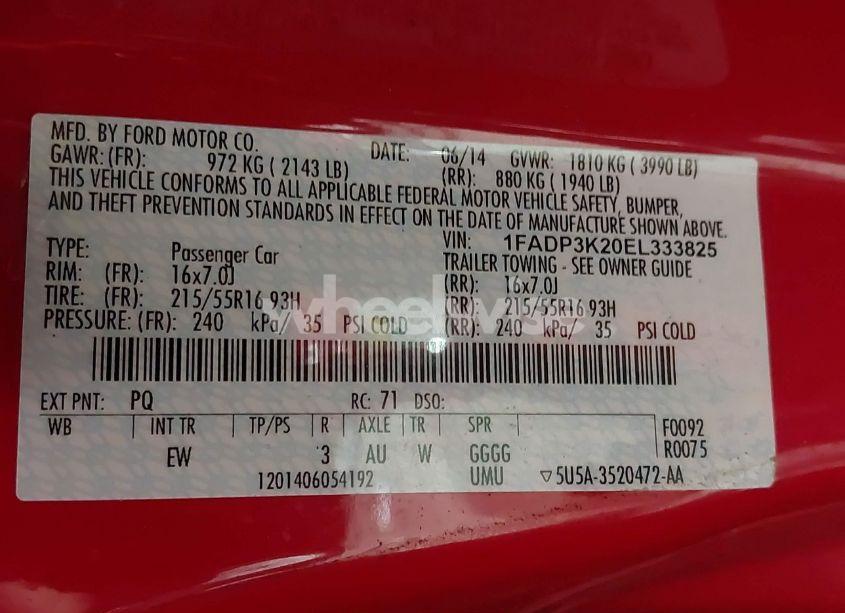 MFD. BY FORD MOTOR CO. DATE: 06/14 GVWR: 1810 KG ( 3990 LB)
GAWR: (FR): 972 KG ( 2143 LB) (RR): 880 KG ( 1940 LB)
THIS VEHICLE CONFORMS TO ALL APPLICABLE FEDERAL MOTOR VEHICLE SAFETY, BUMPER,
AND THEFT PREVENTION STANDARDS IN EFFECT ON THE DATE OF MANUFACTURE SHOWN ABOVE.
VIN: 1FADP3K20EL333825
TYPE: Passenger Car TRAILER TOWING - SEE OWNER GUIDE
RIM: (FR): 16x7.0J (RR): 16x7.0J
TIRE: (FR): 215/55R16 93H (RR): 215/55R16 93H
PRESSURE: (FR): 240 kPa/ 35 PSI COLD (RR): 240 kPa/ 35 PSI COLD
EXT PNT: PQ RC: 71 DSO:
WB INT TR TP/PS R AXLE TR SPR F0092
EW 3 AU W GGGG R0075
1201406054192 UMU ▽5U5A-3520472-AA